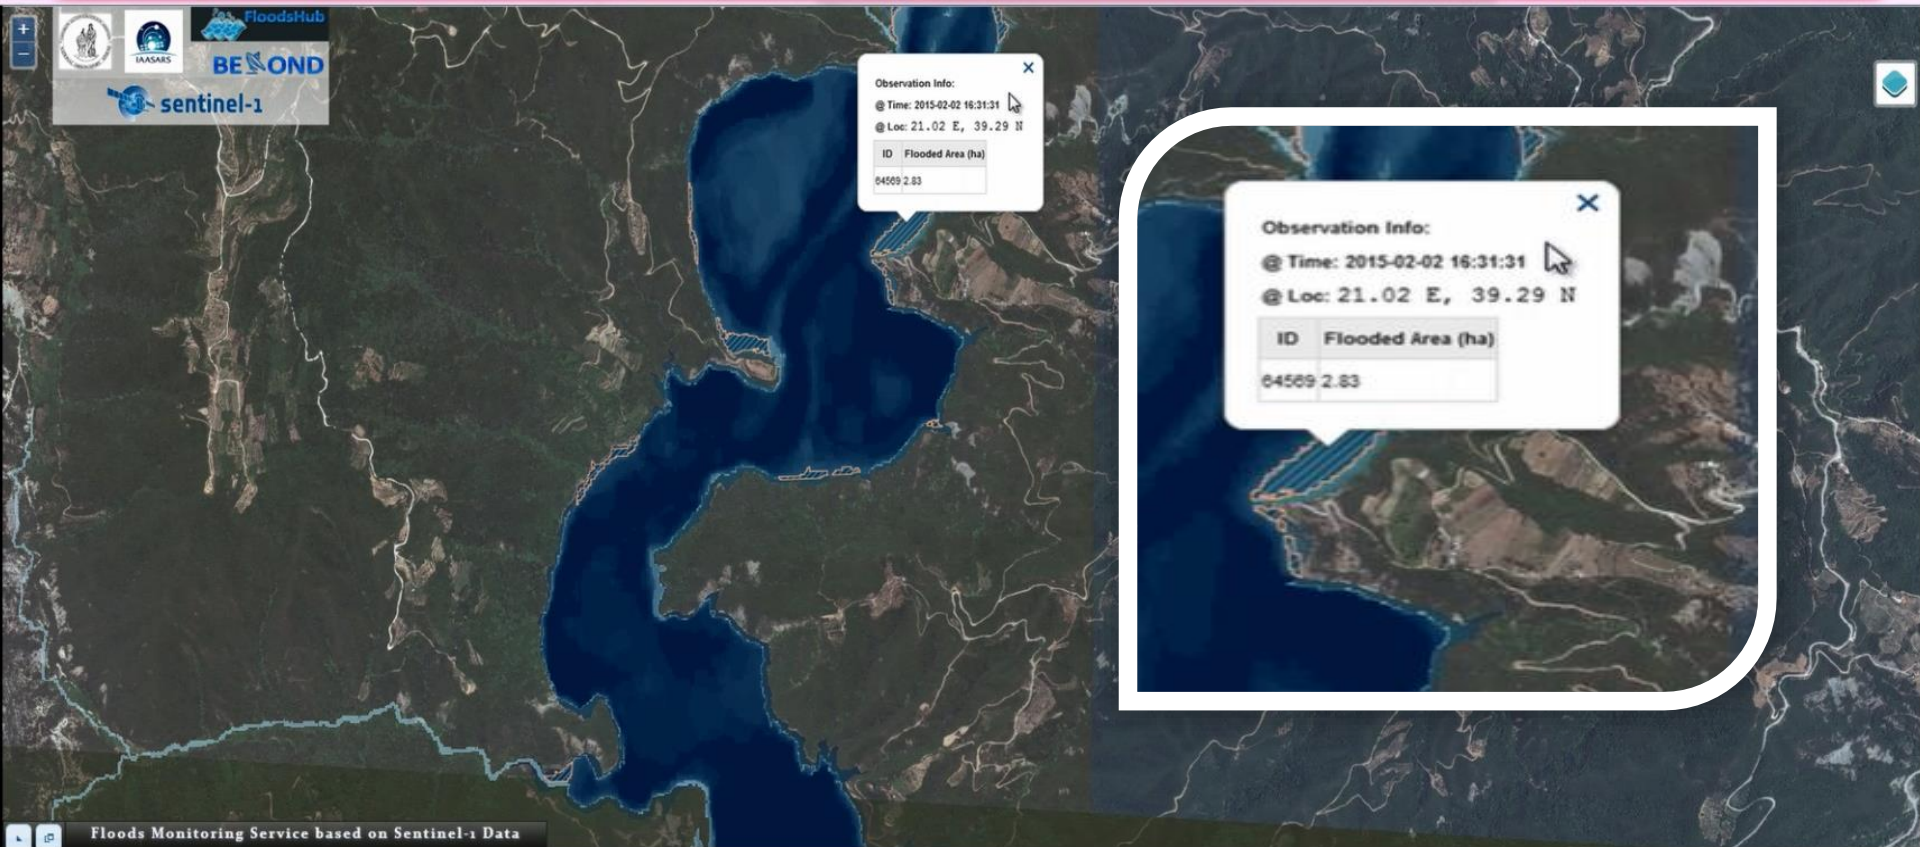 +
FloodsHub
IAASARS
BEYOND
sentinel-1
Observation Info:
@ Time: 2015-02-02 16:31:31
@ Loc: 21.02 E, 39.29 N
ID Flooded Area (ha)
64569 2.83
Observation Info:
@ Time: 2015-02-02 16:31:31
@ Loc: 21.02 E, 39.29 N
ID Flooded Area (ha)
64569 2.83
Floods Monitoring Service based on Sentinel-1 Data